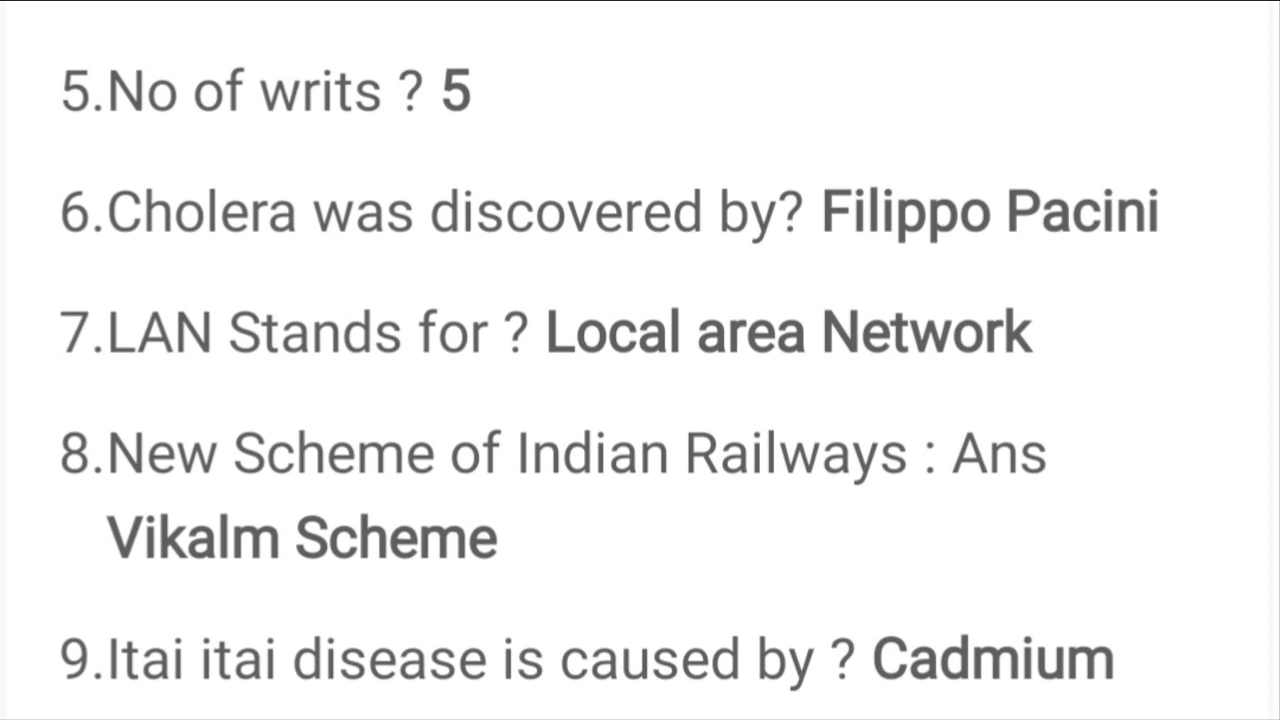 5.No of writs ? 5
6.Cholera was discovered by? Filippo Pacini
7.LAN Stands for ? Local area Network
8.New Scheme of Indian Railways : Ans
Vikalm Scheme
9.Itai itai disease is caused by ? Cadmium